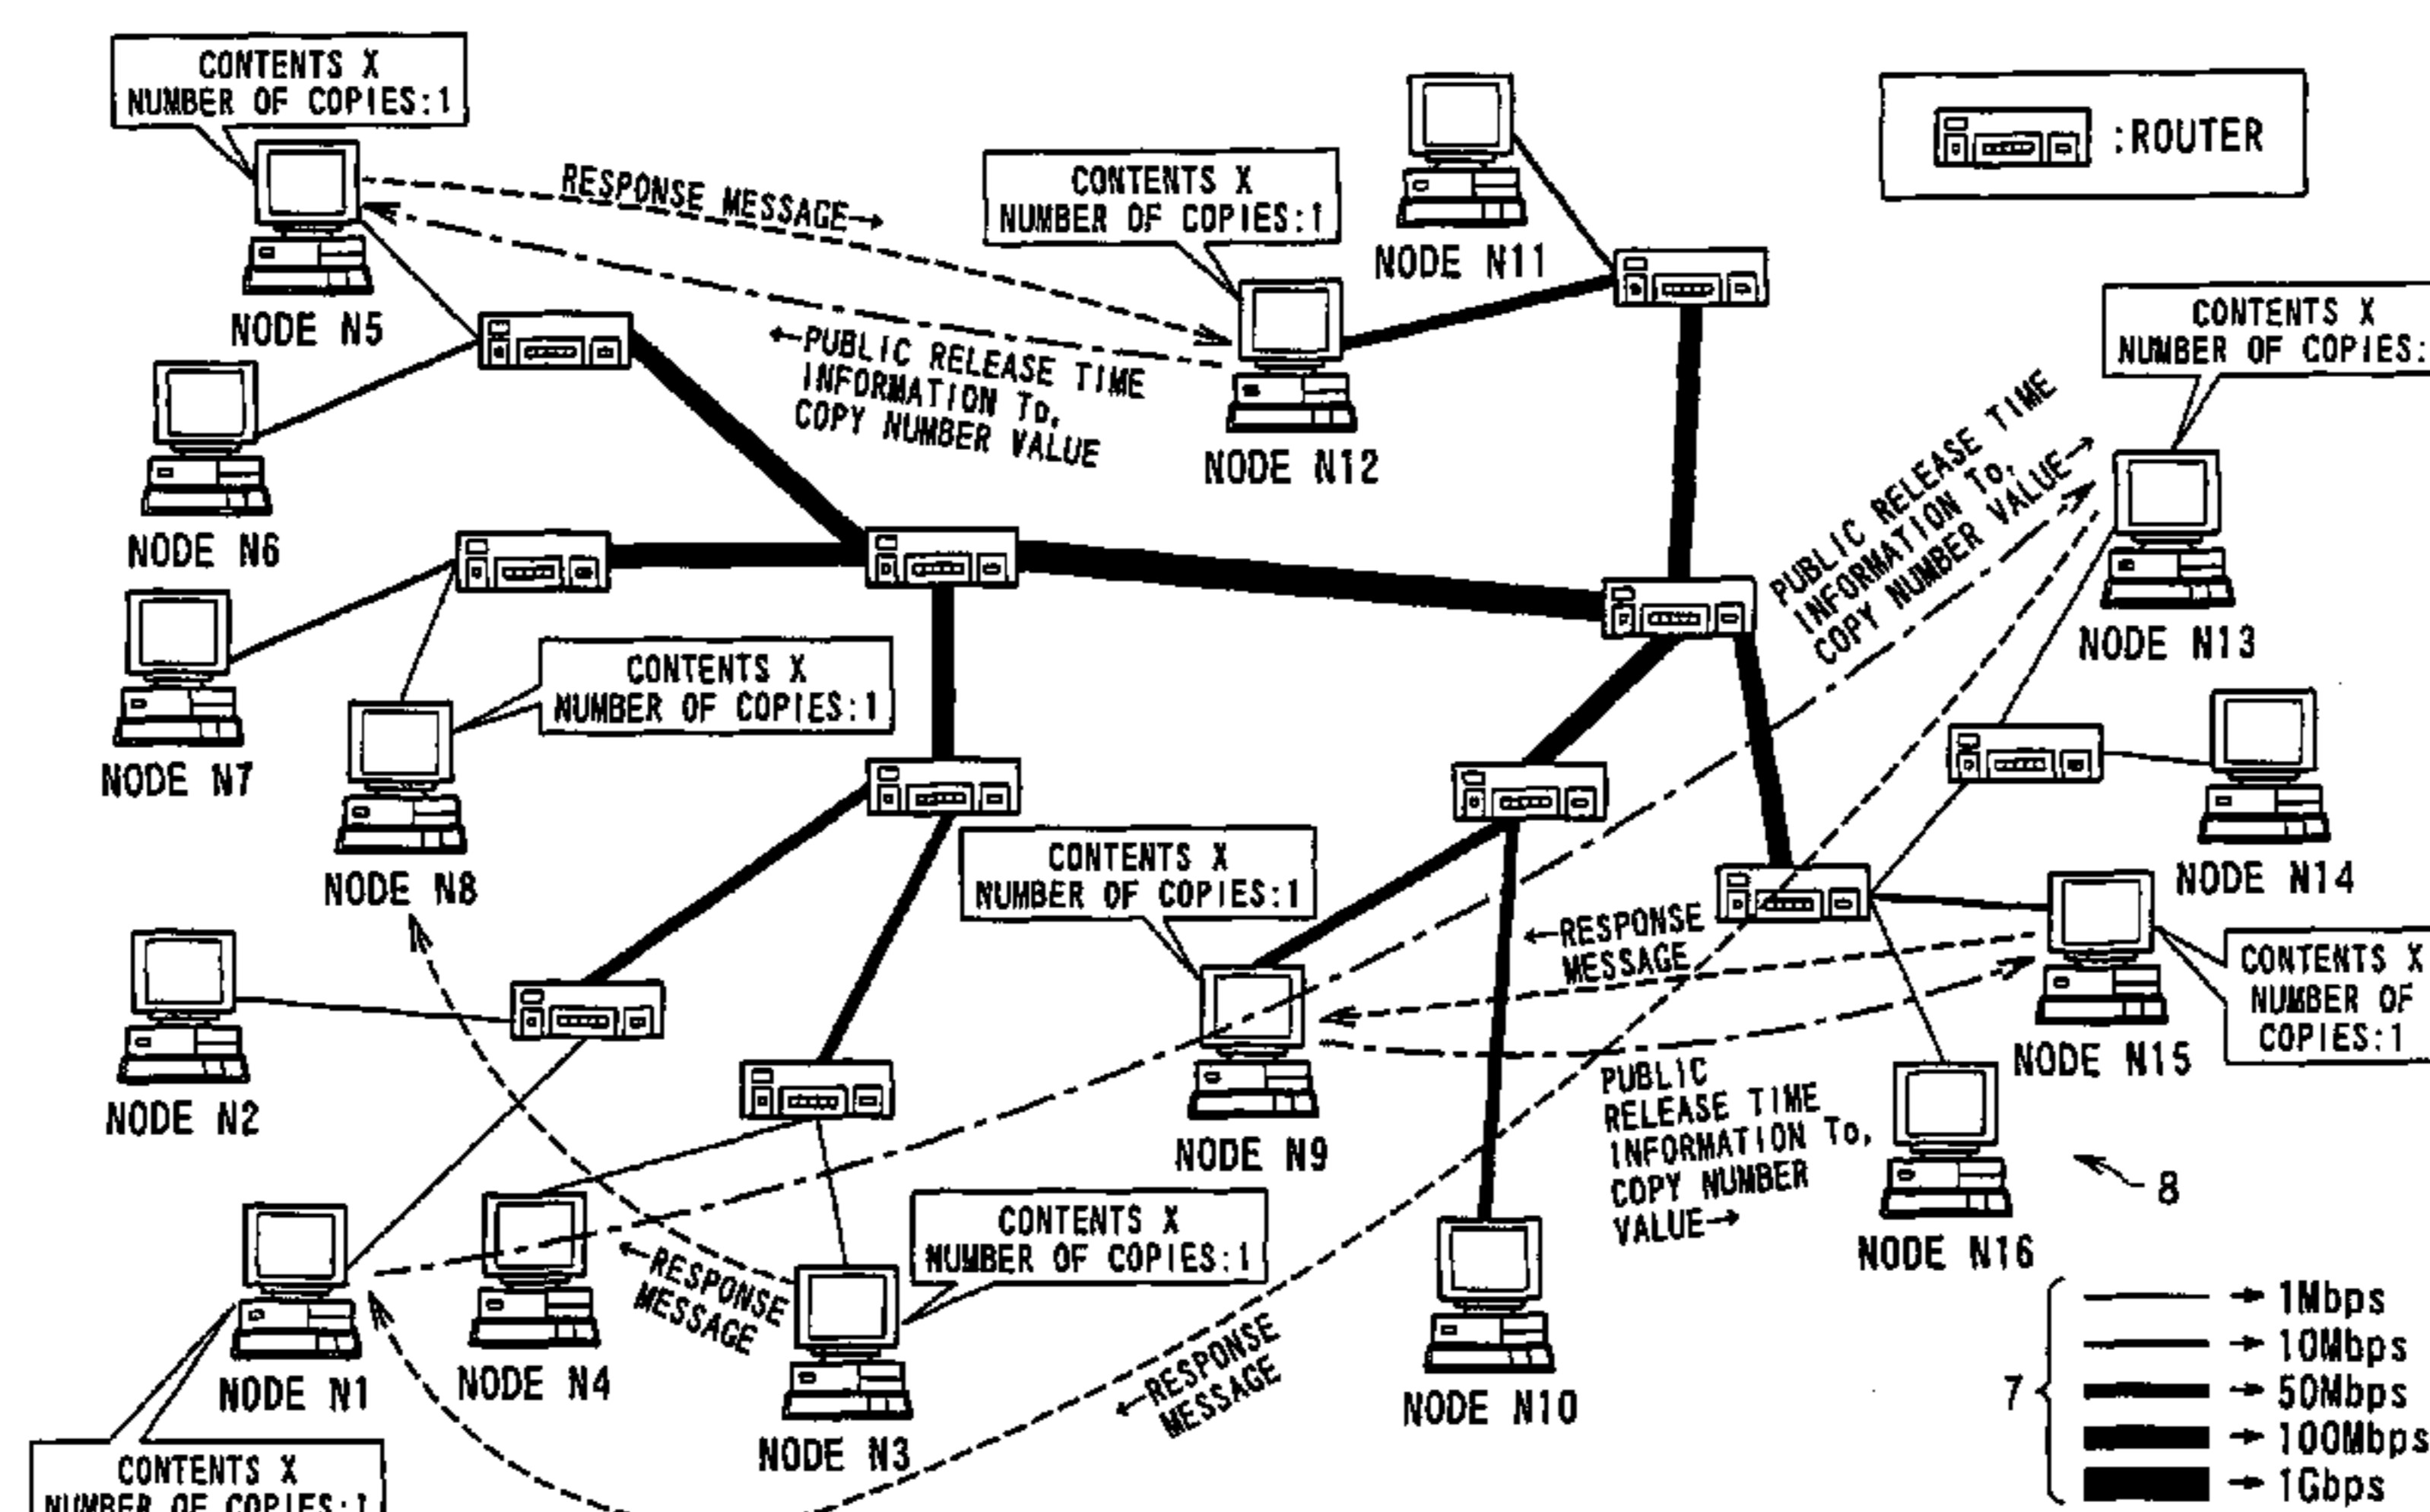 CONTENTS X
NUMBER OF COPIES:1
NODE N5
RESPONSE MESSAGE→
←PUBLIC RELEASE TIME
INFORMATION To,
COPY NUMBER VALUE
CONTENTS X
NUMBER OF COPIES:1
NODE N12
NODE N11
:ROUTER
CONTENTS X
NUMBER OF COPIES:
NODE N13
PUBLIC RELEASE TIME
INFORMATION To,
COPY NUMBER VALUE→
NODE N6
NODE N7
CONTENTS X
NUMBER OF COPIES:1
NODE N8
NODE N14
CONTENTS X
NUMBER OF COPIES:1
NODE N9
←RESPONSE
MESSAGE
CONTENTS X
NUMBER OF
COPIES:1
NODE N15
PUBLIC
RELEASE TIME
INFORMATION To,
COPY NUMBER
VALUE→
NODE N2
NODE N16
8
NODE N1
CONTENTS X
NUMBER OF COPIES:1
NODE N4
←RESPONSE
MESSAGE
CONTENTS X
NUMBER OF COPIES:1
NODE N3
←RESPONSE
MESSAGE
NODE N10
7
→ 1Mbps
→ 10Mbps
→ 50Mbps
→ 100Mbps
→ 1Gbps